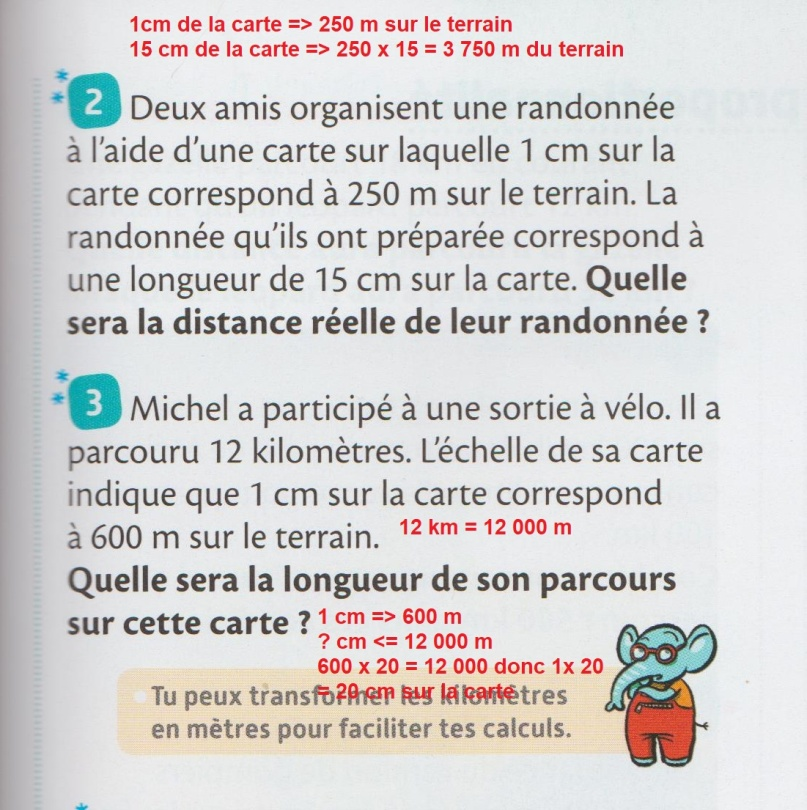 1cm de la carte => 250 m sur le terrain
15 cm de la carte => 250 x 15 = 3 750 m du terrain
2 Deux amis organisent une randonnée
à l'aide d'une carte sur laquelle 1 cm sur la
carte correspond à 250 m sur le terrain. La
randonnée qu'ils ont préparée correspond à
une longueur de 15 cm sur la carte. Quelle
sera la distance réelle de leur randonnée ?
3 Michel a participé à une sortie à vélo. Il a
parcouru 12 kilomètres. L'échelle de sa carte
indique que 1 cm sur la carte correspond
à 600 m sur le terrain. 12 km = 12 000 m
Quelle sera la longueur de son parcours
sur cette carte ? 1 cm => 600 m
? cm <= 12 000 m
600 x 20 = 12 000 donc 1x 20
= 20 cm sur la carte
Tu peux transformer les kilomètres
en mètres pour faciliter tes calculs.